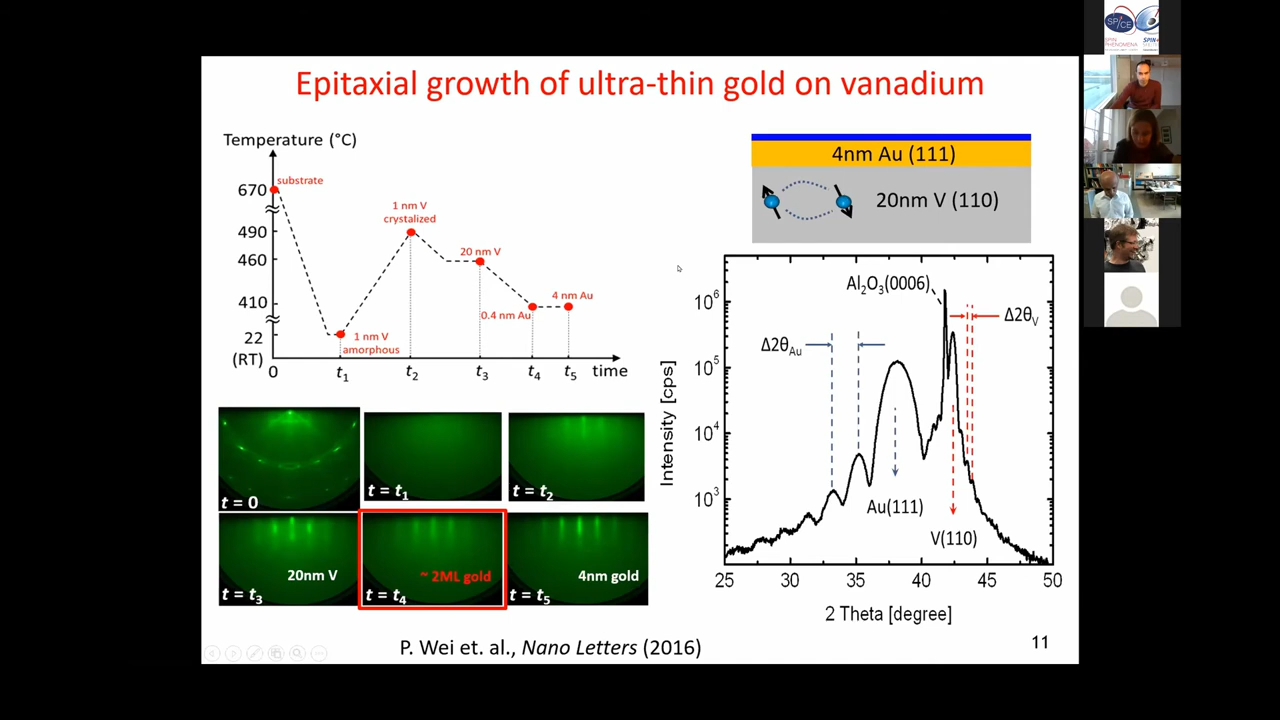 Epitaxial growth of ultra-thin gold on vanadium
Temperature (°C)
670
substrate
490
1 nm V
crystalized
460
20 nm V
410
0.4 nm Au
4 nm Au
22
(RT)
1 nm V
amorphous
0
t1
t2
t3
t4
t5
time
t = 0
t = t1
t = t2
20nm V
t = t3
~ 2ML gold
t = t4
4nm gold
t = t5
4nm Au (111)
20nm V (110)
Al2O3(0006)
Δ2θV
Δ2θAu
Au(111)
V(110)
Intensity [cps]
10^6
10^5
10^4
10^3
25
30
35
40
45
50
2 Theta [degree]
P. Wei et. al., Nano Letters (2016)
11
SPICE